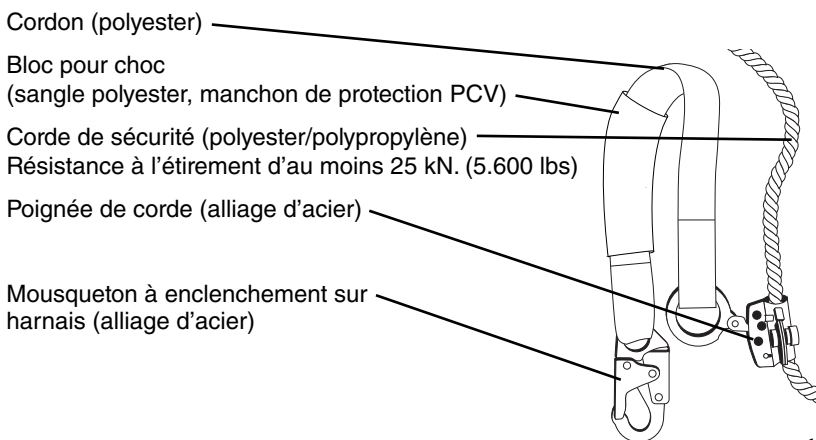 Cordon (polyester)
Bloc pour choc
(sangle polyester, manchon de protection PCV)
Corde de sécurité (polyester/polypropylène)
Résistance à l'étirement d'au moins 25 kN. (5.600 lbs)
Poignée de corde (alliage d'acier)
Mousqueton à enclenchement sur
harnais (alliage d'acier)